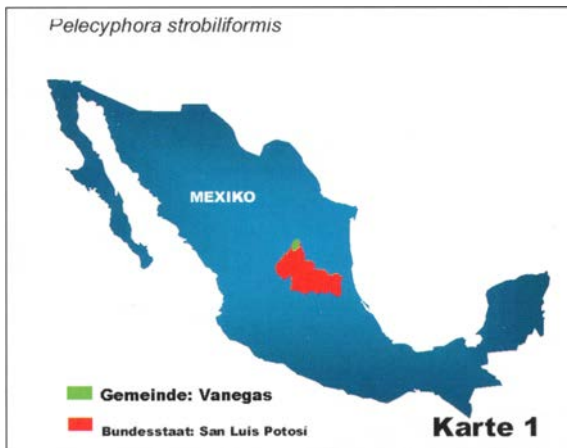 Pelecyphora strobiliformis
MEXIKO
Gemeinde: Vanegas
Bundesstaat: San Luis Potosí
Karte 1